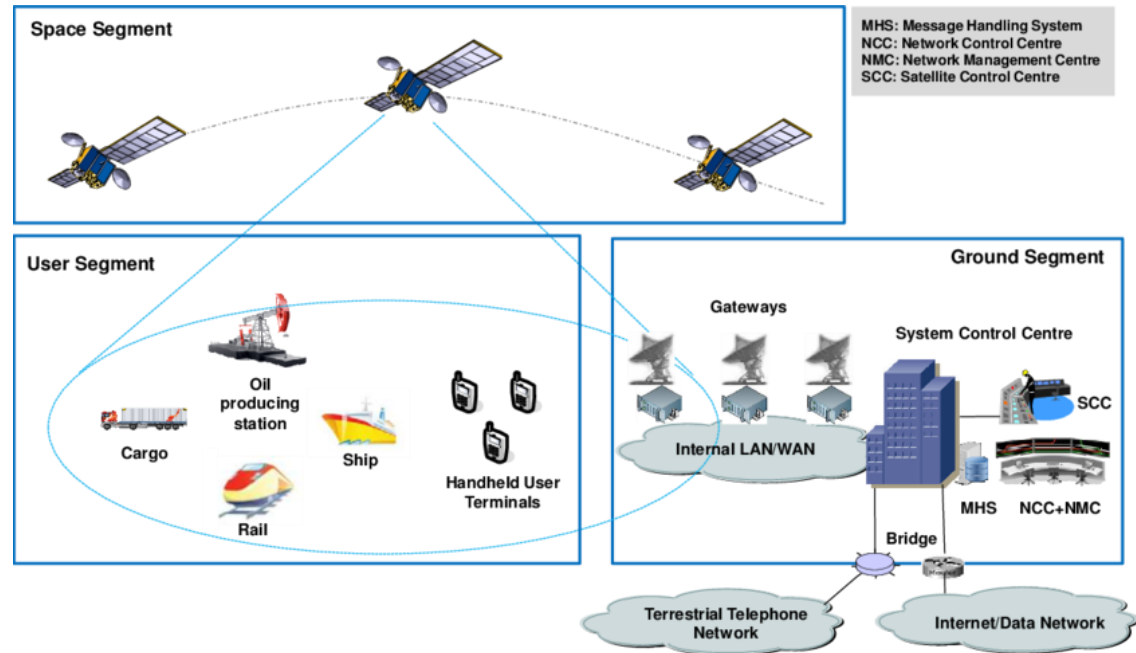 Space Segment
MHS: Message Handling System
NCC: Network Control Centre
NMC: Network Management Centre
SCC: Satellite Control Centre
User Segment
Oil
producing
station
Cargo
Ship
Rail
Handheld User
Terminals
Ground Segment
Gateways
System Control Centre
SCC
Internal LAN/WAN
MHS
NCC+NMC
Bridge
Terrestrial Telephone
Network
Internet/Data Network